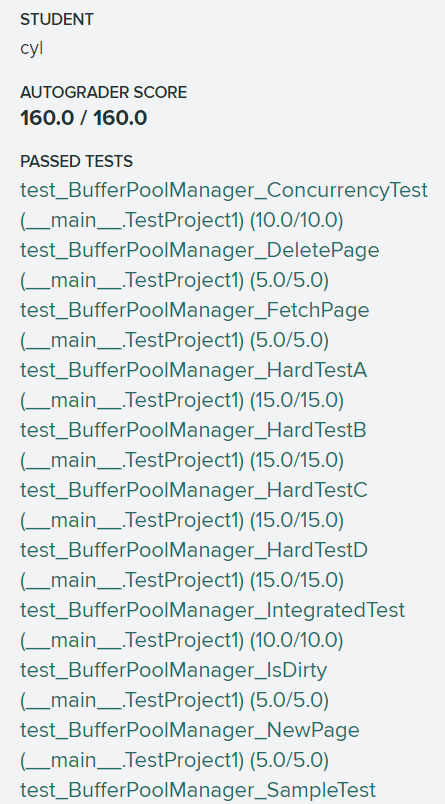 STUDENT
cyl
AUTOGRADER SCORE
160.0 / 160.0
PASSED TESTS
test_BufferPoolManager_ConcurrencyTest
(__main__.TestProject1) (10.0/10.0)
test_BufferPoolManager_DeletePage
(__main__.TestProject1) (5.0/5.0)
test_BufferPoolManager_FetchPage
(__main__.TestProject1) (5.0/5.0)
test_BufferPoolManager_HardTestA
(__main__.TestProject1) (15.0/15.0)
test_BufferPoolManager_HardTestB
(__main__.TestProject1) (15.0/15.0)
test_BufferPoolManager_HardTestC
(__main__.TestProject1) (15.0/15.0)
test_BufferPoolManager_HardTestD
(__main__.TestProject1) (15.0/15.0)
test_BufferPoolManager_IntegratedTest
(__main__.TestProject1) (10.0/10.0)
test_BufferPoolManager_IsDirty
(__main__.TestProject1) (5.0/5.0)
test_BufferPoolManager_NewPage
(__main__.TestProject1) (5.0/5.0)
test_BufferPoolManager_SampleTest